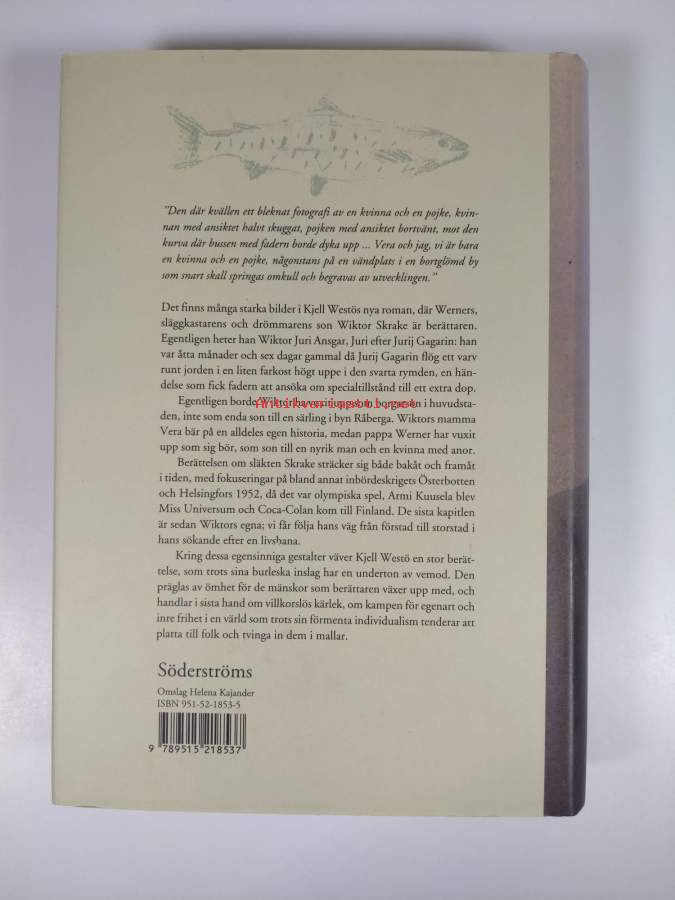 "Den där kvällen ett bleknat fotografi av en kvinna och en pojke, kvin-
nan med ansiktet halvt skuggat, pojken med ansiktet bortvänt, mot den
kurva där bussen med fadern borde dyka upp ... Vera och jag, vi är bara
en kvinna och en pojke, någonstans på en vändplats i en bortglömd by
som snart skall springas omkull och begravas av utvecklingen."
Det finns många starka bilder i Kjell Westös nya roman, där Werners,
släggkastarens och drömmarens son Wiktor Skrake är berättaren.
Egentligen heter han Wiktor Juri Ansgar, Juri efter Jurij Gagarin: han
var åtta månader och sex dagar gammal då Jurij Gagarin flög ett varv
runt jorden i en liten farkost högt uppe i den svarta rymden, en hän-
delse som fick fadern att ansöka om specialtillstånd till ett extra dop.
Egentligen borde Wiktor ha vuxit upp som borgarson i huvudsta-
den, inte som enda son till en särling i byn Råberga. Wiktors mamma
Vera bär på en alldeles egen historia, medan pappa Werner har vuxit
upp som sig bör, som son till en nyrik man och en kvinna med anor.
Berättelsen om släkten Skrake sträcker sig både bakåt och framåt
i tiden, med fokuseringar på bland annat inbördeskrigets Österbotten
och Helsingfors 1952, då det var olympiska spel, Armi Kuusela blev
Miss Universum och Coca-Colan kom till Finland. De sista kapitlen
är sedan Wiktors egna; vi får följa hans väg från förstad till storstad i
hans sökande efter en livsbana.
Kring dessa egensinniga gestalter väver Kjell Westö en stor berät-
telse, som trots sina burleska inslag har en underton av vemod. Den
präglas av ömhet för de mänskor som berättaren växer upp med, och
handlar i sista hand om villkorslös kärlek, om kampen för egenart och
inre frihet i en värld som trots sin förmenta individualism tenderar att
platta till folk och tvinga in dem i mallar.
Söderströms
Omslag Helena Kajander
ISBN 951-52-1853-5
9 789515 218537